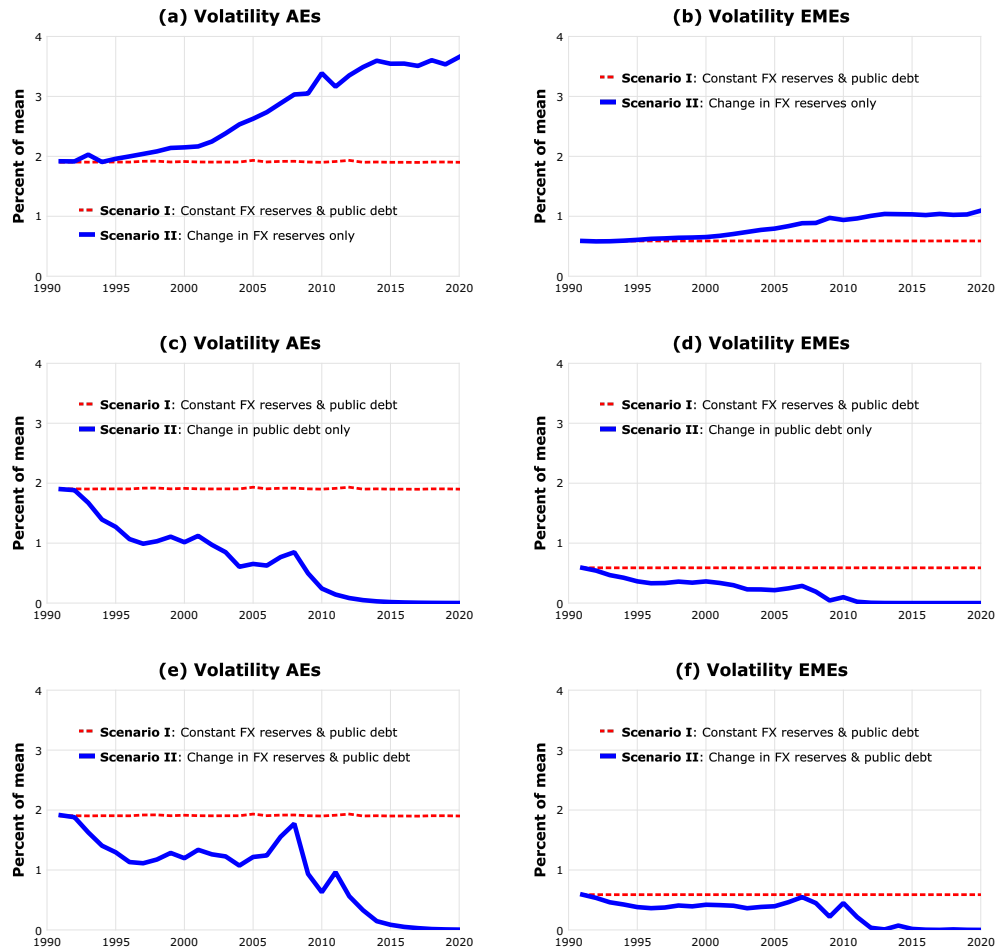 (a) Volatility AEs
Percent of mean
4
3
2
1
0
Scenario I: Constant FX reserves & public debt
Scenario II: Change in FX reserves only
1990 1995 2000 2005 2010 2015 2020
(b) Volatility EMEs
Percent of mean
4
3
2
1
0
Scenario I: Constant FX reserves & public debt
Scenario II: Change in FX reserves only
1990 1995 2000 2005 2010 2015 2020
(c) Volatility AEs
Percent of mean
4
3
2
1
0
Scenario I: Constant FX reserves & public debt
Scenario II: Change in public debt only
1990 1995 2000 2005 2010 2015 2020
(d) Volatility EMEs
Percent of mean
4
3
2
1
0
Scenario I: Constant FX reserves & public debt
Scenario II: Change in public debt only
1990 1995 2000 2005 2010 2015 2020
(e) Volatility AEs
Percent of mean
4
3
2
1
0
Scenario I: Constant FX reserves & public debt
Scenario II: Change in FX reserves & public debt
1990 1995 2000 2005 2010 2015 2020
(f) Volatility EMEs
Percent of mean
4
3
2
1
0
Scenario I: Constant FX reserves & public debt
Scenario II: Change in FX reserves & public debt
1990 1995 2000 2005 2010 2015 2020